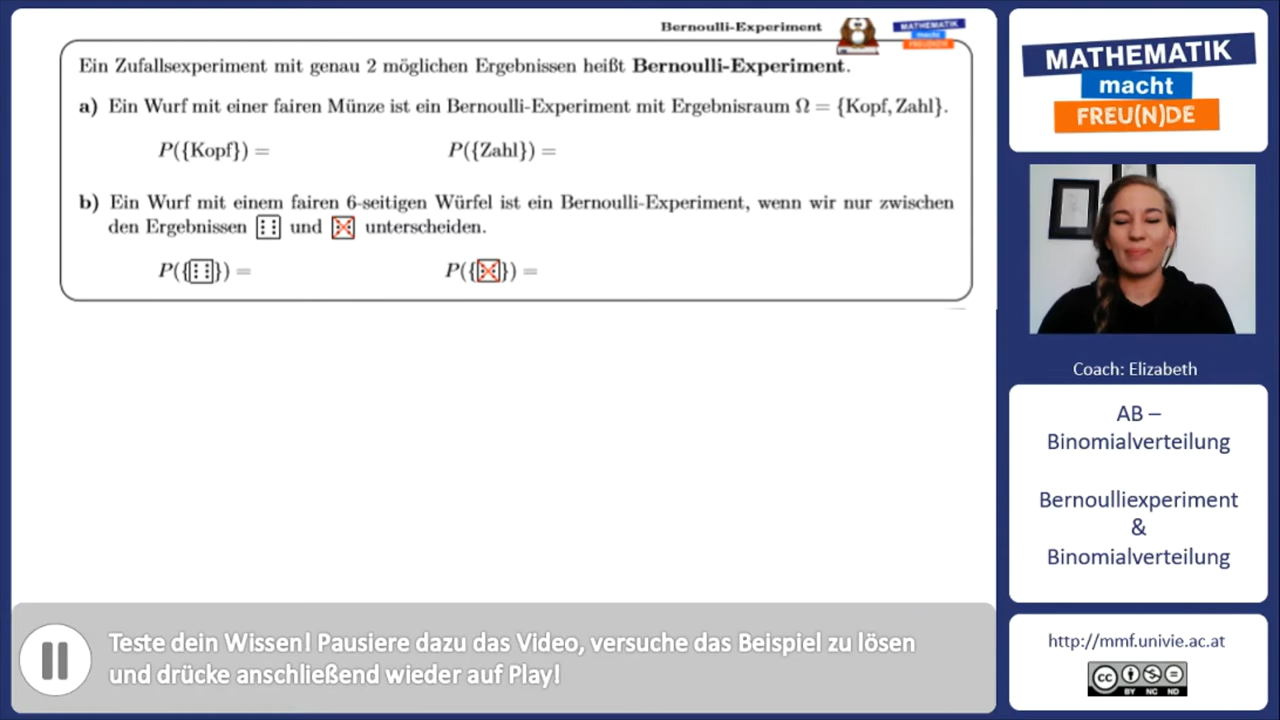 Bernoulli-Experiment
MATHEMATIK
macht
FREU(N)DE
Ein Zufallsexperiment mit genau 2 möglichen Ergebnissen heißt Bernoulli-Experiment.
a) Ein Wurf mit einer fairen Münze ist ein Bernoulli-Experiment mit Ergebnisraum Ω = {Kopf, Zahl}.
P({Kopf}) = P({Zahl}) =
b) Ein Wurf mit einem fairen 6-seitigen Würfel ist ein Bernoulli-Experiment, wenn wir nur zwischen
den Ergebnissen ⚅ und ⚅ unterscheiden.
P({⚅}) = P({⚅}) =
Teste dein Wissen! Pausiere dazu das Video, versuche das Beispiel zu lösen
und drücke anschließend wieder auf Play!
MATHEMATIK
macht
FREU(N)DE
Coach: Elizabeth
AB –
Binomialverteilung
Bernoulliexperiment
&
Binomialverteilung
http://mmf.univie.ac.at
cc
BY NC ND